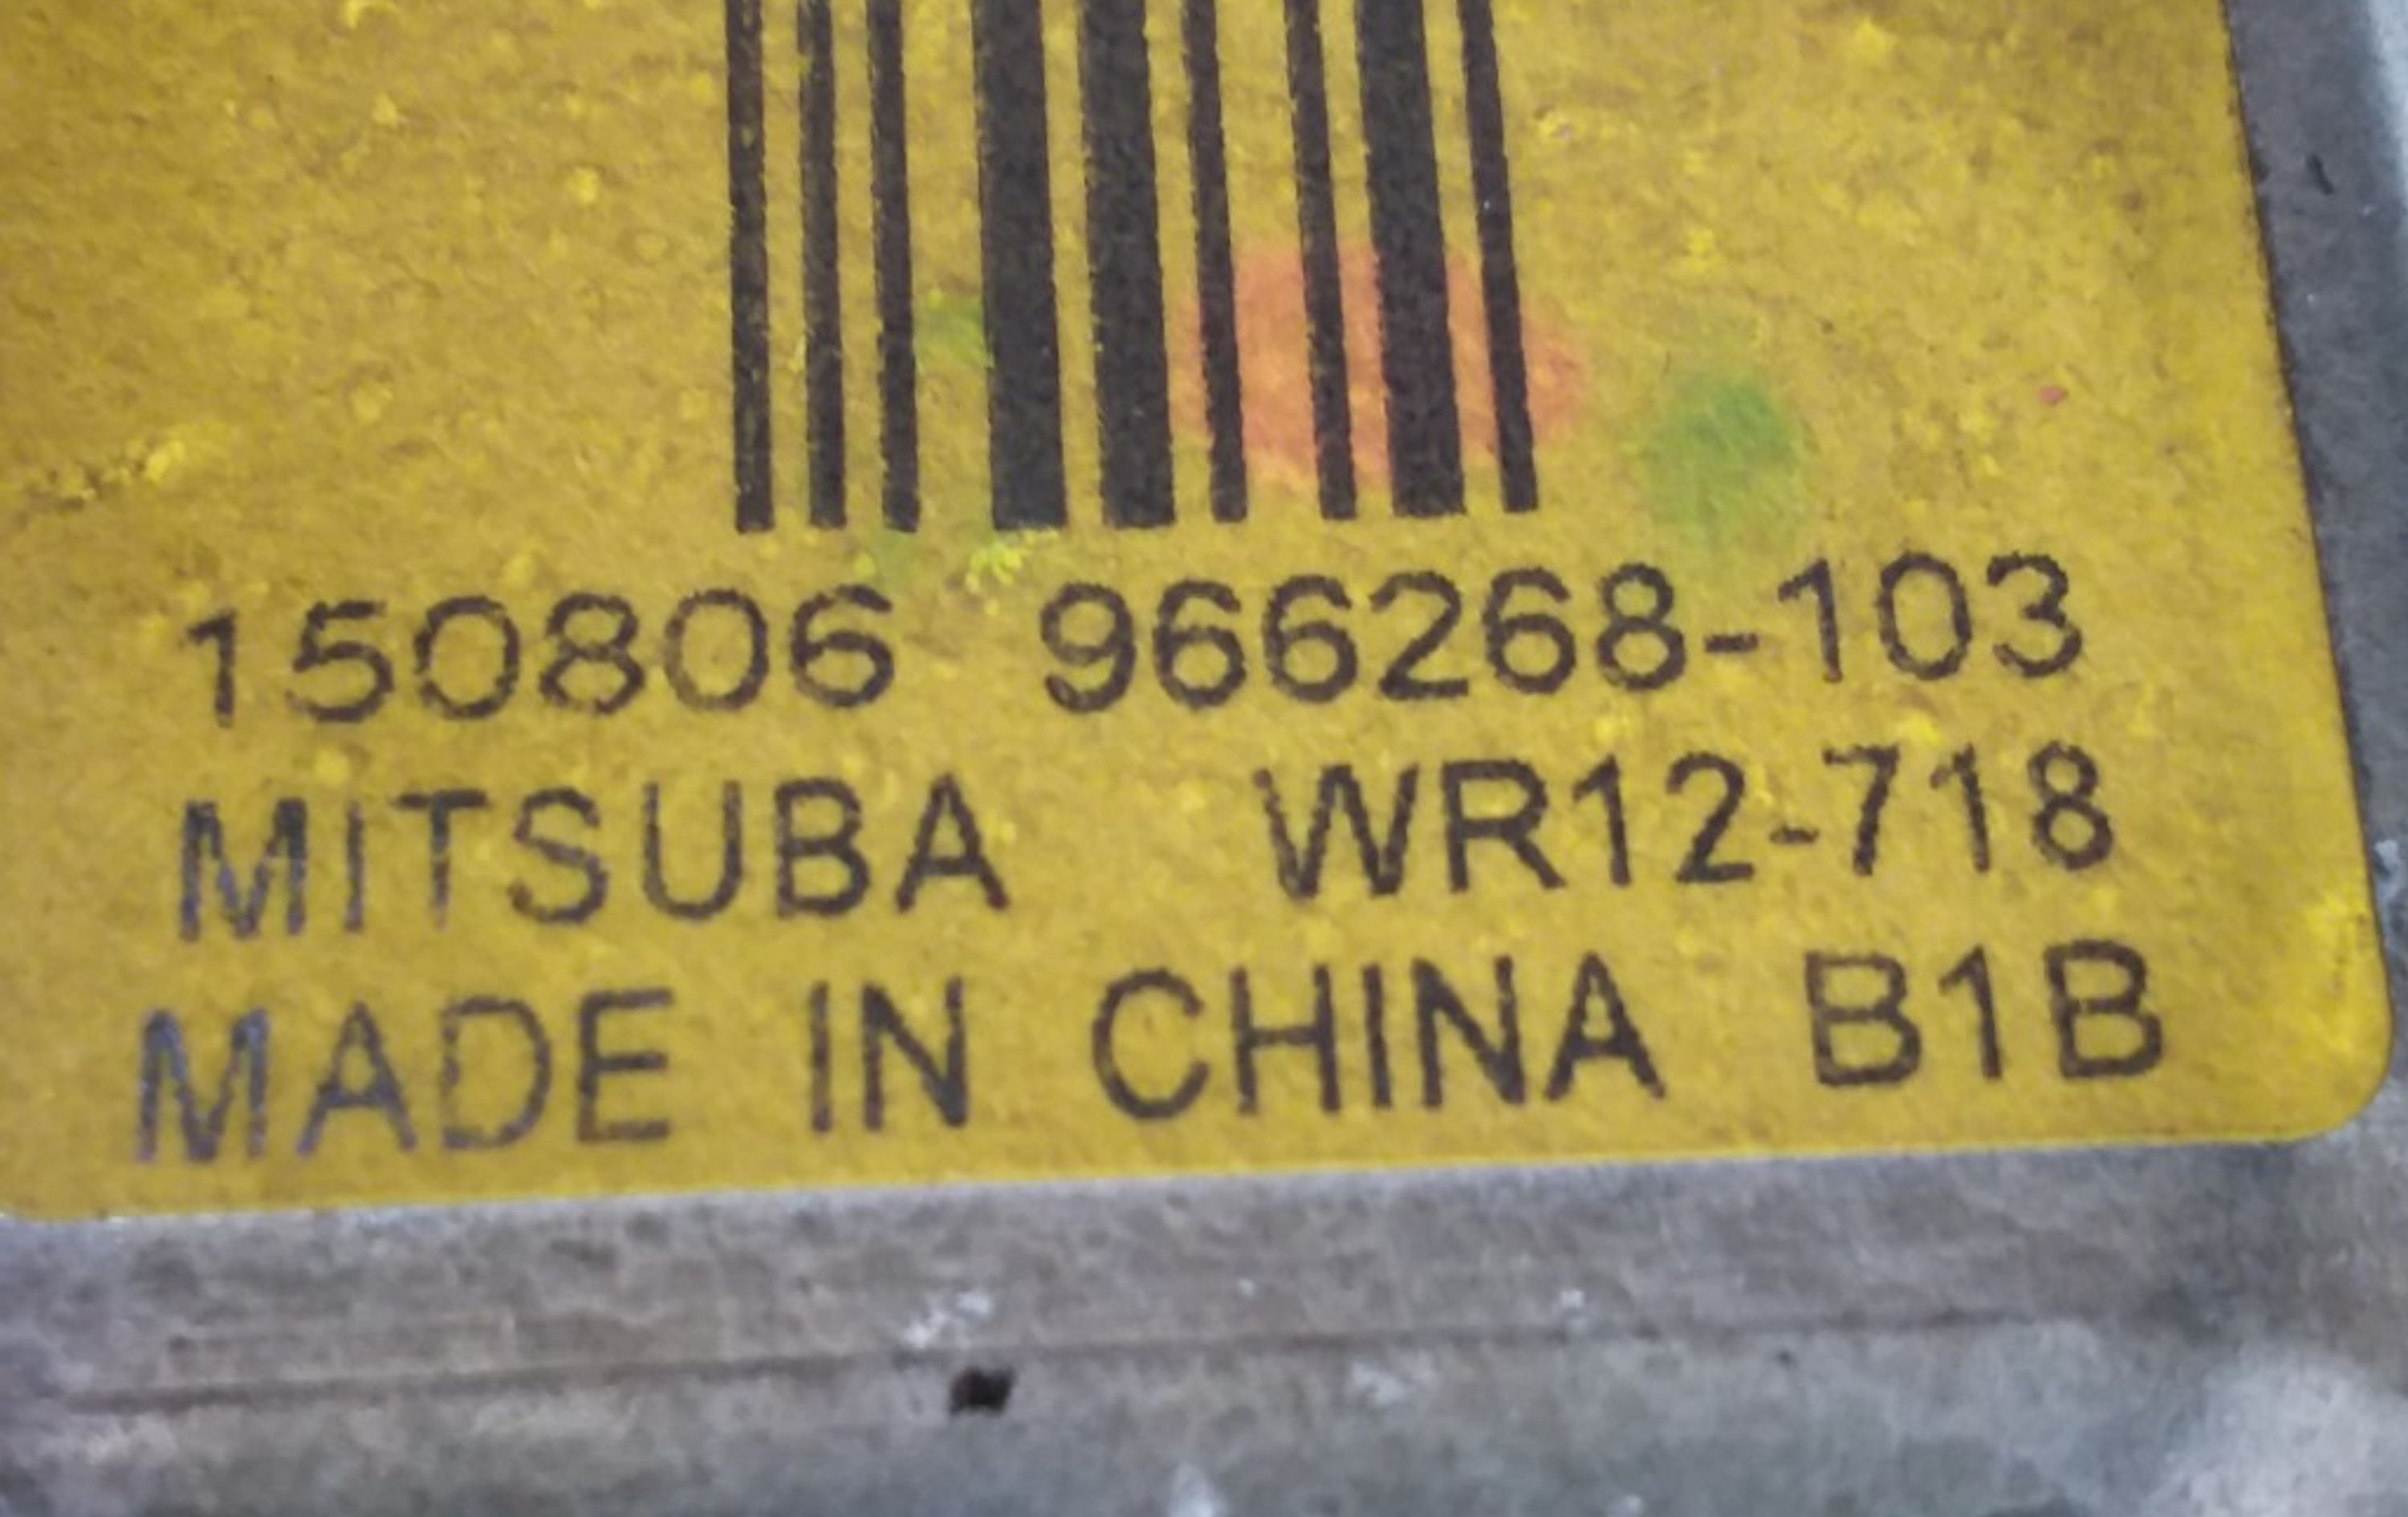 150806 966268-103
MITSUBA WR12-718
MADE IN CHINA B1B